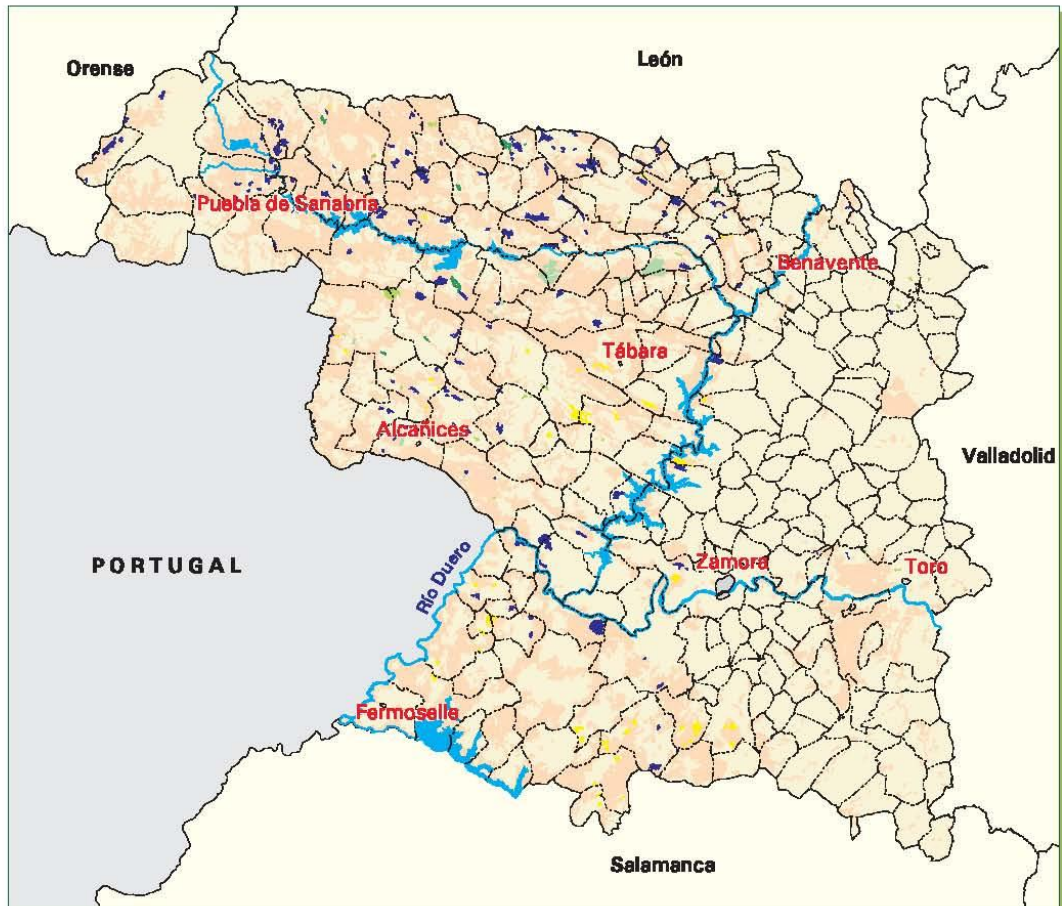 León
Orense
Puebla de Sanabria
Benavente
Tábara
Alcañices
Valladolid
PORTUGAL
Río Duero
Zamora
Toro
Fermoselle
Salamanca